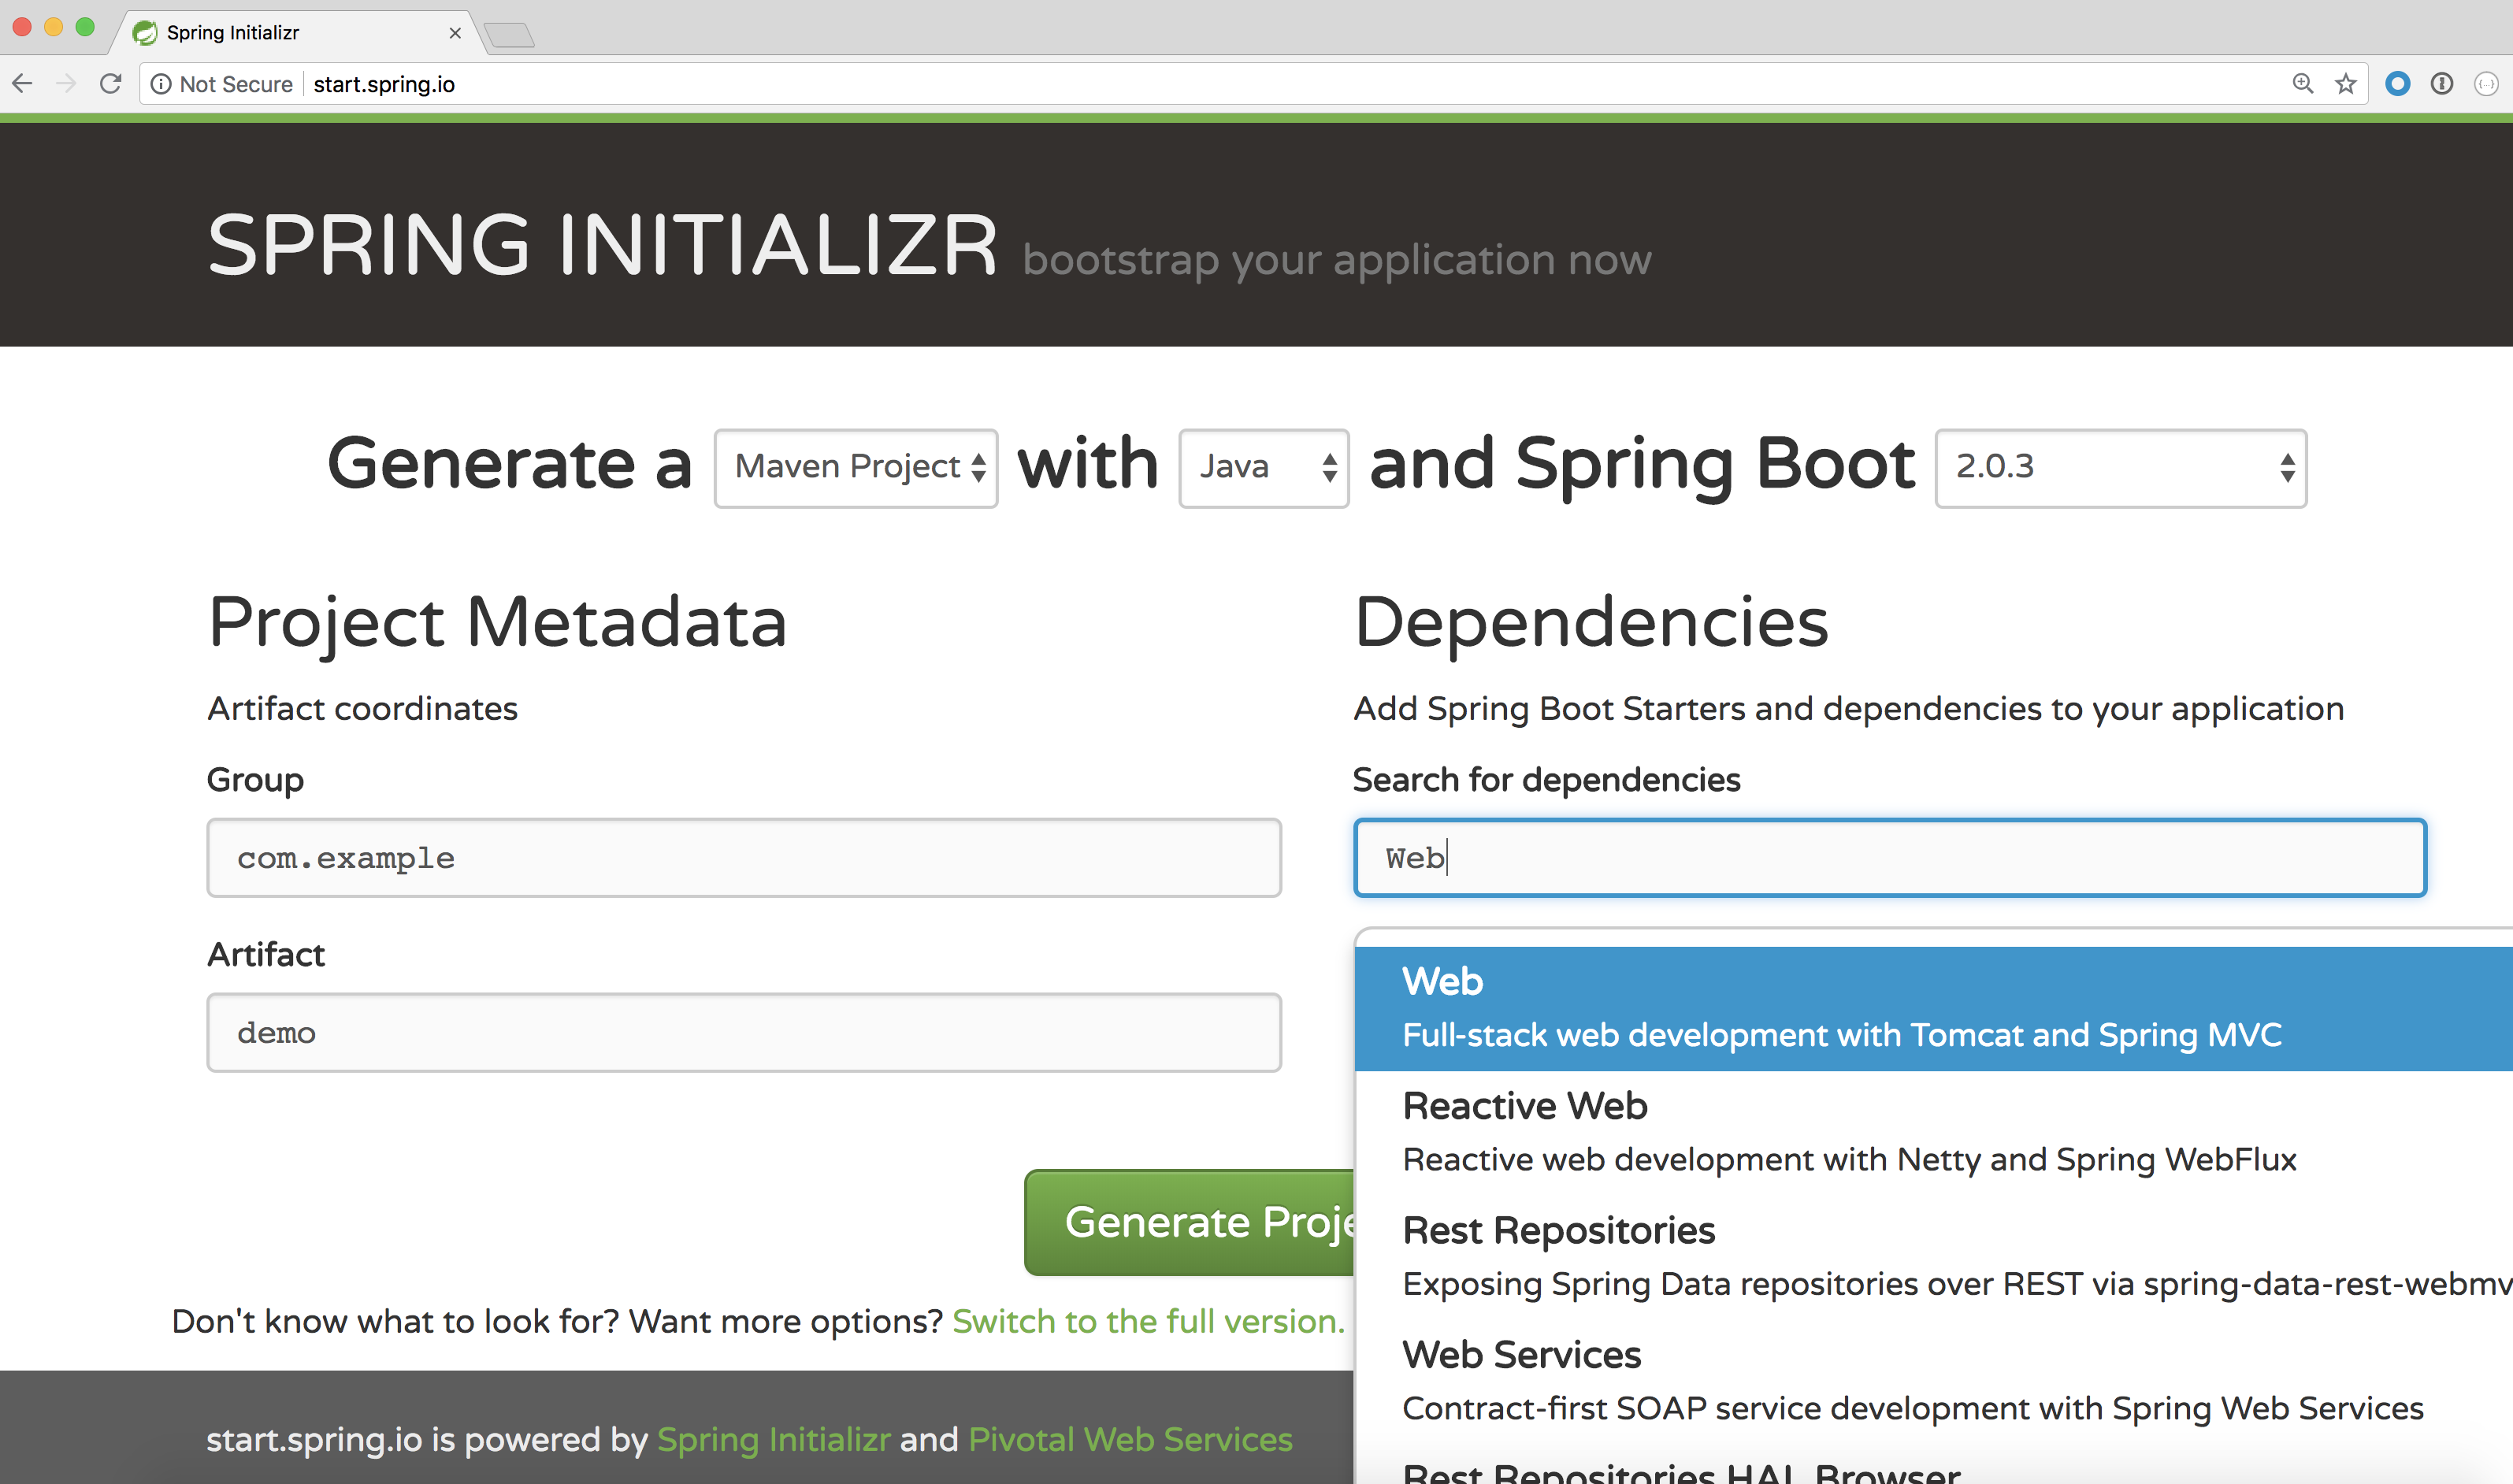 Spring Initializr
Not Secure start.spring.io
SPRING INITIALIZR bootstrap your application now
Generate a Maven Project with Java and Spring Boot 2.0.3
Project Metadata
Artifact coordinates
Group
com.example
Artifact
demo
Dependencies
Add Spring Boot Starters and dependencies to your application
Search for dependencies
Web
Web
Full-stack web development with Tomcat and Spring MVC
Reactive Web
Reactive web development with Netty and Spring WebFlux
Rest Repositories
Exposing Spring Data repositories over REST via spring-data-rest-webmv
Web Services
Contract-first SOAP service development with Spring Web Services
Rest Repositories HAL Browser
Generate Proje
Don't know what to look for? Want more options? Switch to the full version.
start.spring.io is powered by Spring Initializr and Pivotal Web Services